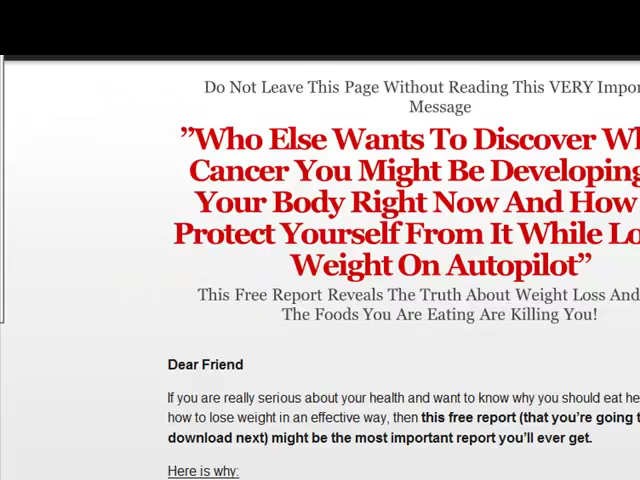 Do Not Leave This Page Without Reading This VERY
Message
”Who Else Wants To Discover
Cancer You Might Be Developing
Your Body Right Now And How
Protect Yourself From It While
Weight On Autopilot”
This Free Report Reveals The Truth About Weight Loss And
The Foods You Are Eating Are Killing You!
Dear Friend
If you are really serious about your health and want to know why you should eat
how to lose weight in an effective way, then this free report (that you’re going
download next) might be the most important report you’ll ever get.
Here is why: